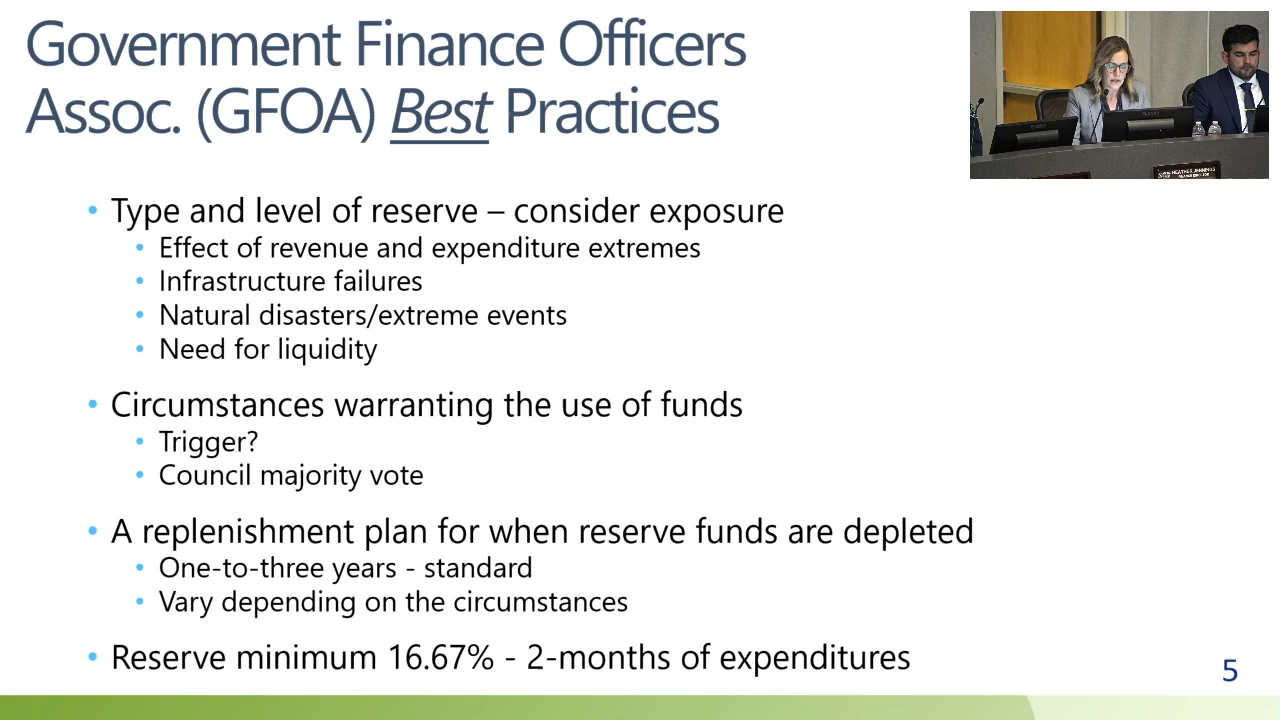 Government Finance Officers
Assoc. (GFOA) Best Practices
• Type and level of reserve – consider exposure
• Effect of revenue and expenditure extremes
• Infrastructure failures
• Natural disasters/extreme events
• Need for liquidity
• Circumstances warranting the use of funds
• Trigger?
• Council majority vote
• A replenishment plan for when reserve funds are depleted
• One-to-three years - standard
• Vary depending on the circumstances
• Reserve minimum 16.67% - 2-months of expenditures
5
HEATHER JENNINGS